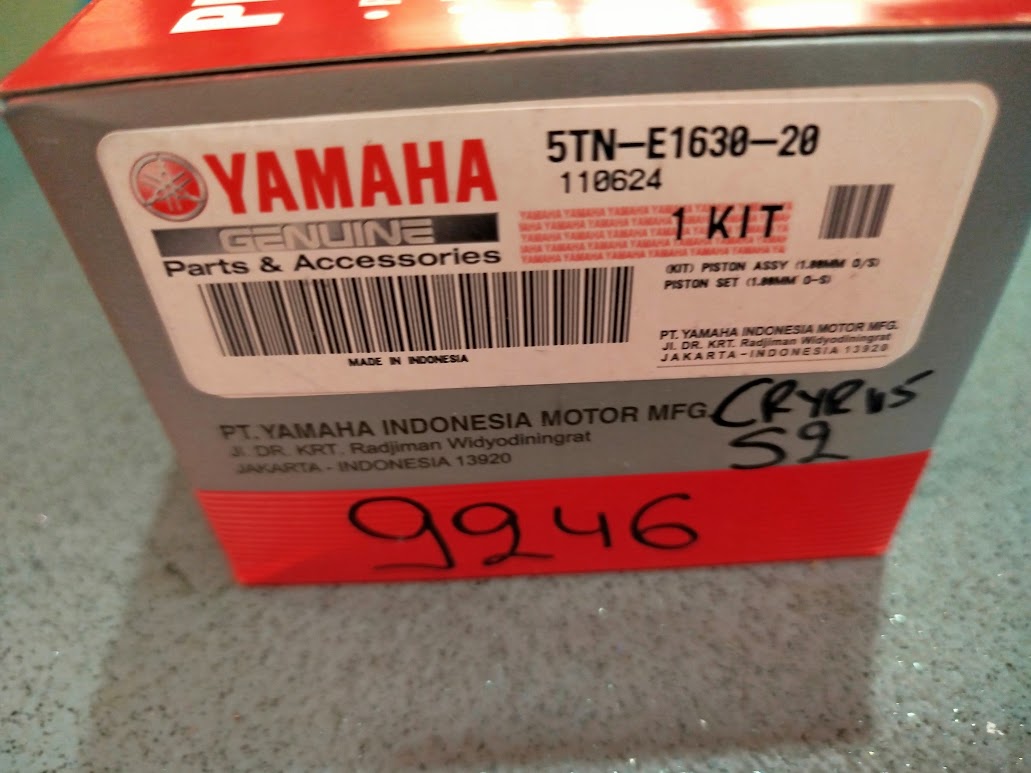 YAMAHA
GENUINE
Parts & Accessories
MADE IN INDONESIA
5TN-E1630-20
110624
1 KIT
(KIT) PISTON ASSY (1.00MM O/S)
PISTON SET (1.00MM O-S)
PT. YAMAHA INDONESIA MOTOR MFG.
Jl. DR. KRT. Radjiman Widyodiningrat
JAKARTA - INDONESIA 13920
PT. YAMAHA INDONESIA MOTOR MFG.
Jl. DR. KRT. Radjiman Widyodiningrat
JAKARTA - INDONESIA 13920
52
9246